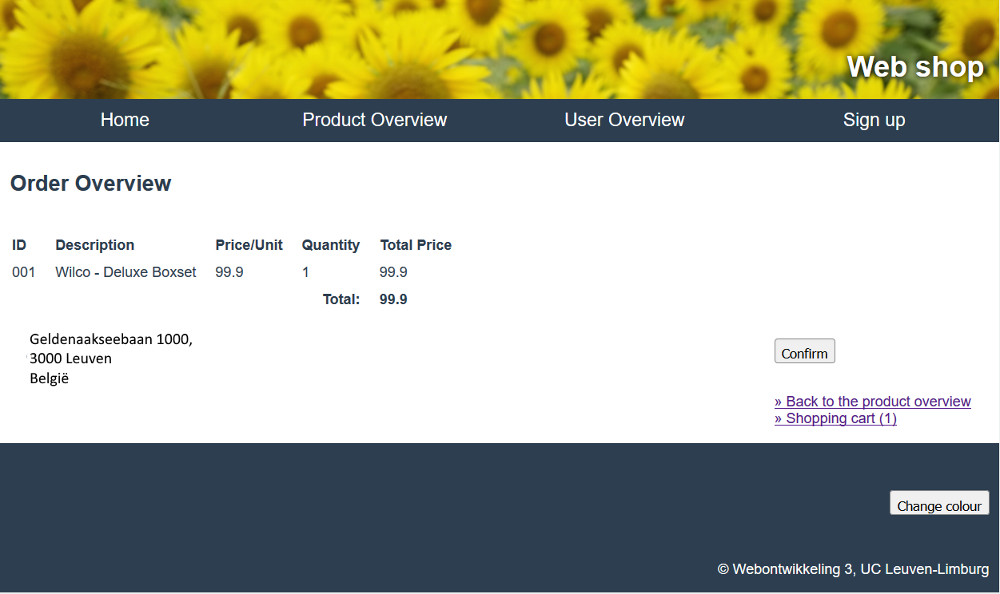 Web shop
Home Product Overview User Overview Sign up
Order Overview
ID Description Price/Unit Quantity Total Price
001 Wilco - Deluxe Boxset 99.9 1 99.9
Total: 99.9
Geldenaakseebaan 1000,
3000 Leuven
België
Confirm
» Back to the product overview
» Shopping cart (1)
Change colour
© Webontwikkeling 3, UC Leuven-Limburg